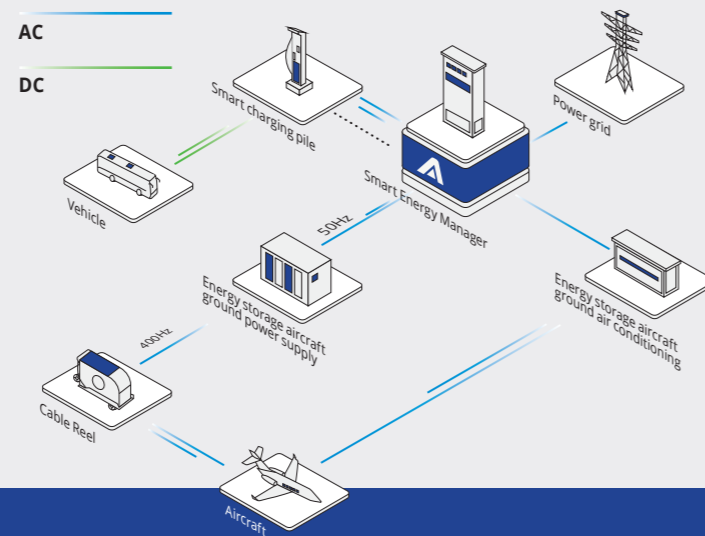 AC
DC
Smart charging pile
Power grid
Vehicle
Smart Energy Manager
50Hz
Energy storage aircraft
ground power supply
Energy storage aircraft
ground air conditioning
400Hz
Cable Reel
Aircraft